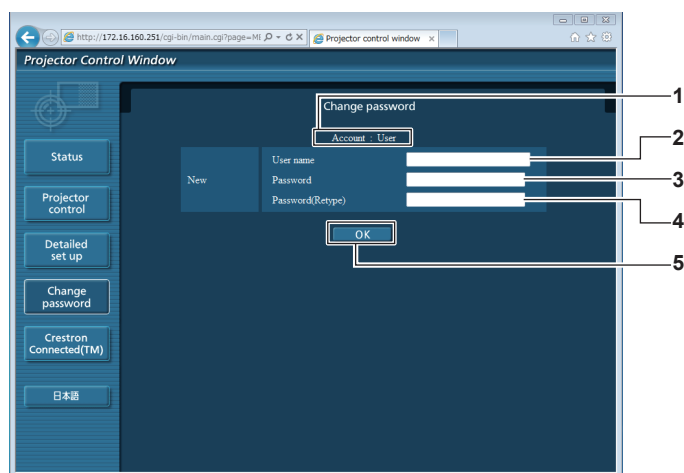 http://172.16.160.251/cgi-bin/main.cgi?page=ME
Projector control window
Projector Control Window
Change password
1
Account : User
2
Status
User name
New
Password
3
Password(Retype)
Projector
control
4
OK
Detailed
set up
5
Change
password
Crestron
Connected(TM)
日本語